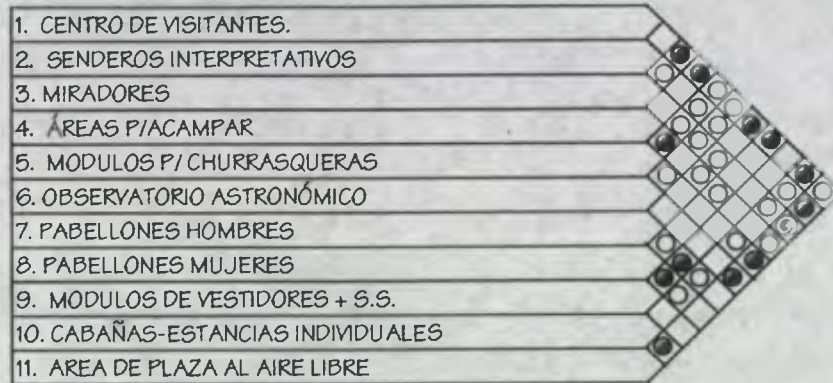 1. CENTRO DE VISITANTES.
2. SENDEROS INTERPRETATIVOS
3. MIRADORES
4. ÁREAS P/ACAMPAR
5. MODULOS P/ CHURRASQUERAS
6. OBSERVATORIO ASTRONÓMICO
7. PABELLONES HOMBRES
8. PABELLONES MUJERES
9. MODULOS DE VESTIDORES + S.S.
10. CABAÑAS-ESTANCIAS INDIVIDUALES
11. AREA DE PLAZA AL AIRE LIBRE